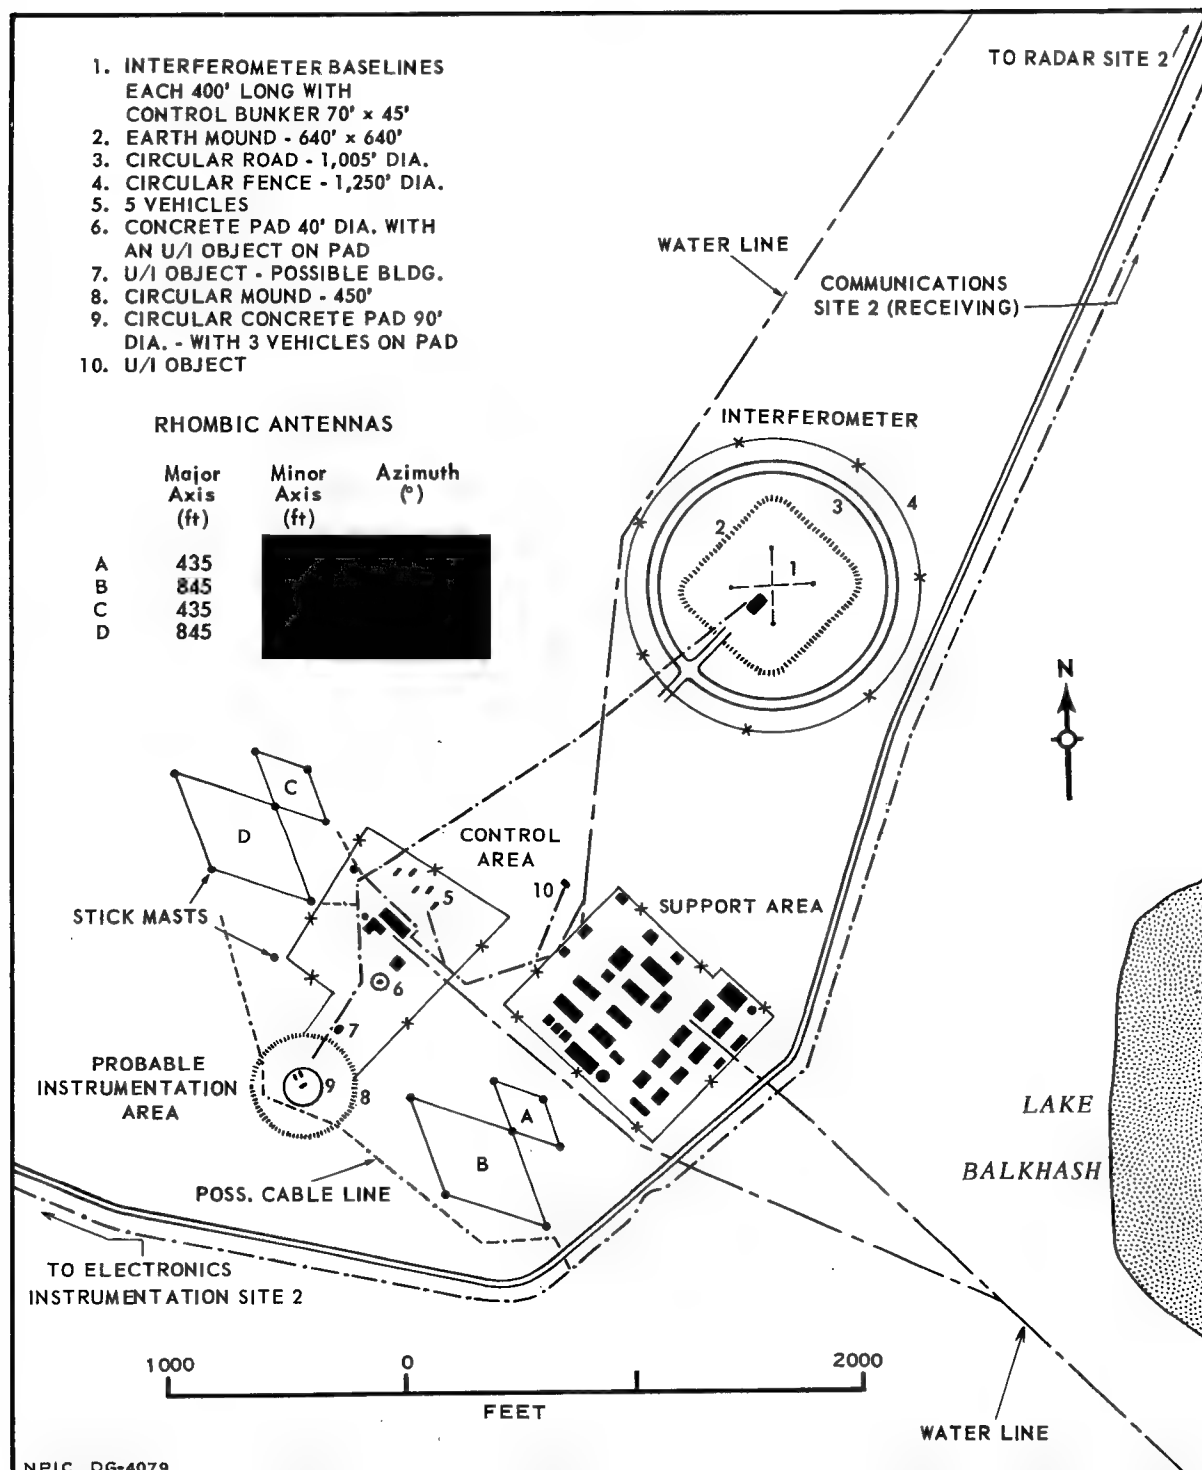 1. INTERFEROMETER BASELINES
EACH 400' LONG WITH
CONTROL BUNKER 70' x 45'
2. EARTH MOUND - 640' x 640'
3. CIRCULAR ROAD - 1,005' DIA.
4. CIRCULAR FENCE - 1,250' DIA.
5. 5 VEHICLES
6. CONCRETE PAD 40' DIA. WITH
AN U/I OBJECT ON PAD
7. U/I OBJECT - POSSIBLE BLDG.
8. CIRCULAR MOUND - 450'
9. CIRCULAR CONCRETE PAD 90'
DIA. - WITH 3 VEHICLES ON PAD
10. U/I OBJECT
RHOMBIC ANTENNAS
Major Axis (ft) Minor Axis (ft) Azimuth (°)
A 435
B 845
C 435
D 845
TO RADAR SITE 2
WATER LINE
COMMUNICATIONS
SITE 2 (RECEIVING)
INTERFEROMETER
2
3
4
1
N
C
D
CONTROL
AREA
5
10
SUPPORT AREA
STICK MASTS
6
7
PROBABLE
INSTRUMENTATION
AREA
9
8
A
B
LAKE
BALKHASH
POSS. CABLE LINE
TO ELECTRONICS
INSTRUMENTATION SITE 2
1000 0 2000
FEET
WATER LINE
NPIC DG-4079